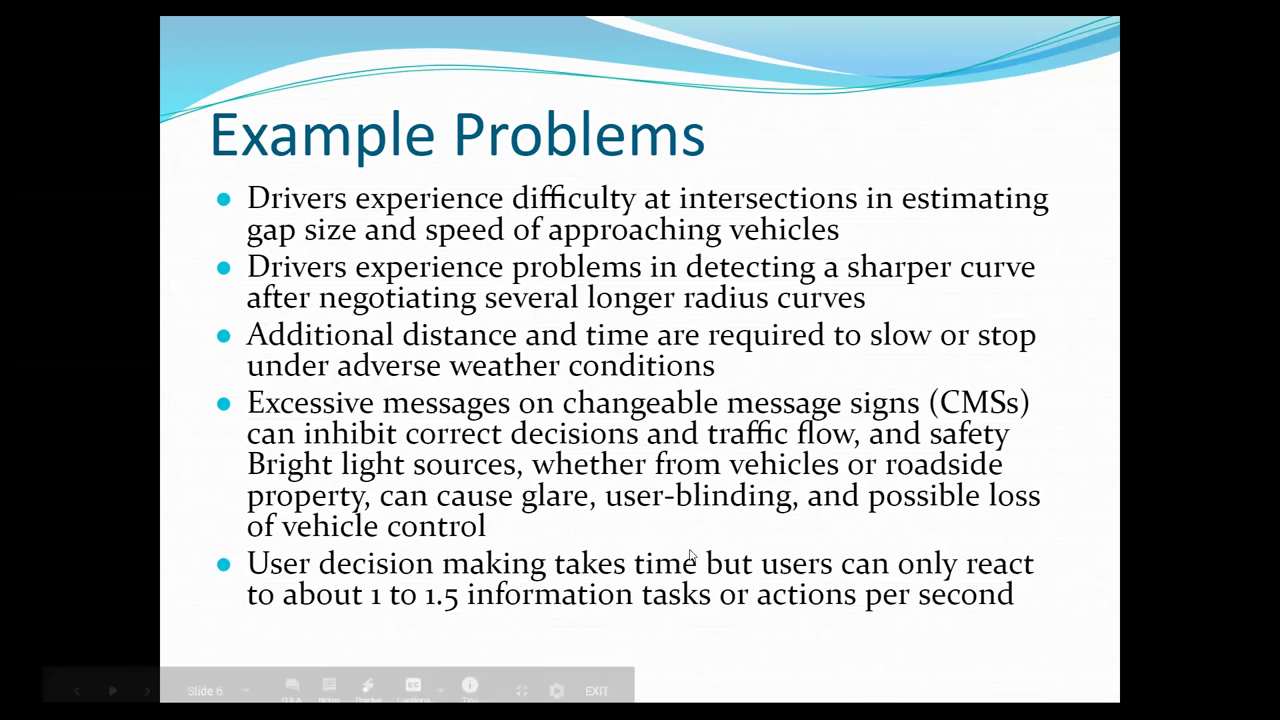 Example Problems
Drivers experience difficulty at intersections in estimating
gap size and speed of approaching vehicles
Drivers experience problems in detecting a sharper curve
after negotiating several longer radius curves
Additional distance and time are required to slow or stop
under adverse weather conditions
Excessive messages on changeable message signs (CMSs)
can inhibit correct decisions and traffic flow, and safety
Bright light sources, whether from vehicles or roadside
property, can cause glare, user-blinding, and possible loss
of vehicle control
User decision making takes time but users can only react
to about 1 to 1.5 information tasks or actions per second
Slide 6
CC
EXIT